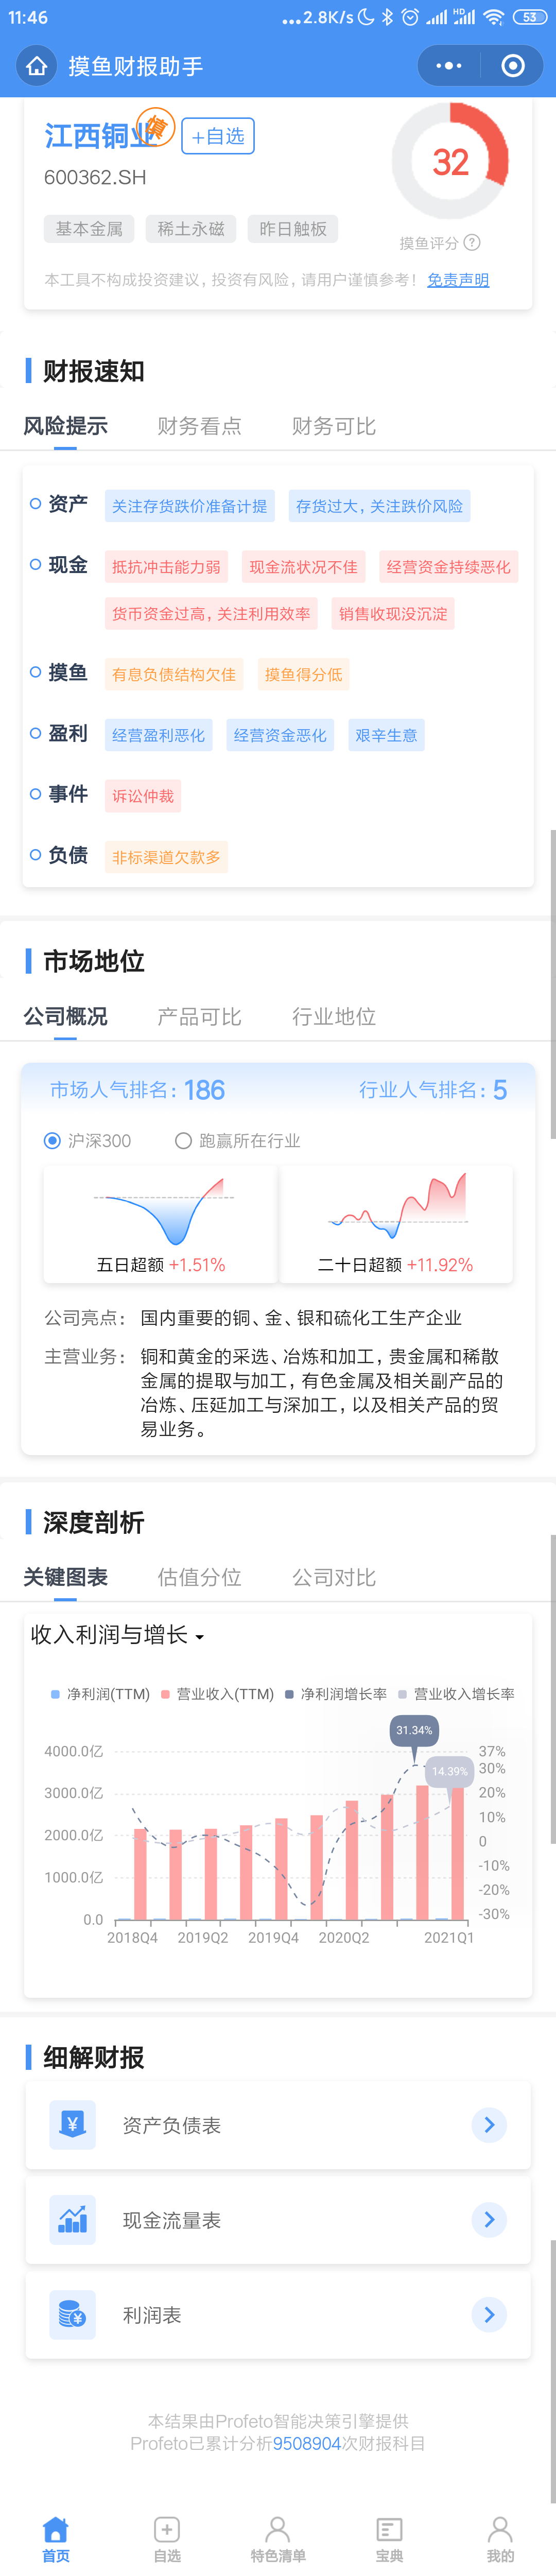 11:46
...2.8K/s HD 53
摸鱼财报助手
江西铜业 +自选
600362.SH
32
基本金属 稀土永磁 昨日触板
摸鱼评分 ?
本工具不构成投资建议，投资有风险，请用户谨慎参考！ 免责声明
财报速知
风险提示 财务看点 财务可比
资产 关注存货跌价准备计提 存货过大，关注跌价风险
现金 抵抗冲击能力弱 现金流状况不佳 经营资金持续恶化
货币资金过高，关注利用效率 销售收现没沉淀
摸鱼 有息负债结构欠佳 摸鱼得分低
盈利 经营盈利恶化 经营资金恶化 艰辛生意
事件 诉讼仲裁
负债 非标渠道欠款多
市场地位
公司概况 产品可比 行业地位
市场人气排名：186 行业人气排名：5
沪深300 跑赢所在行业
五日超额 +1.51% 二十日超额 +11.92%
公司亮点： 国内重要的铜、金、银和硫化工生产企业
主营业务： 铜和黄金的采选、冶炼和加工，贵金属和稀散
金属的提取与加工，有色金属及相关副产品的
冶炼、压延加工与深加工，以及相关产品的贸
易业务。
深度剖析
关键图表 估值分位 公司对比
收入利润与增长
净利润(TTM) 营业收入(TTM) 净利润增长率 营业收入增长率
31.34%
14.39%
4000.0亿 37%
30%
3000.0亿 20%
10%
2000.0亿 0
-10%
1000.0亿 -20%
0.0 -30%
2018Q4 2019Q2 2019Q4 2020Q2 2021Q1
细解财报
资产负债表
现金流量表
利润表
本结果由Profeto智能决策引擎提供
Profeto已累计分析9508904次财报科目
首页 自选 特色清单 宝典 我的